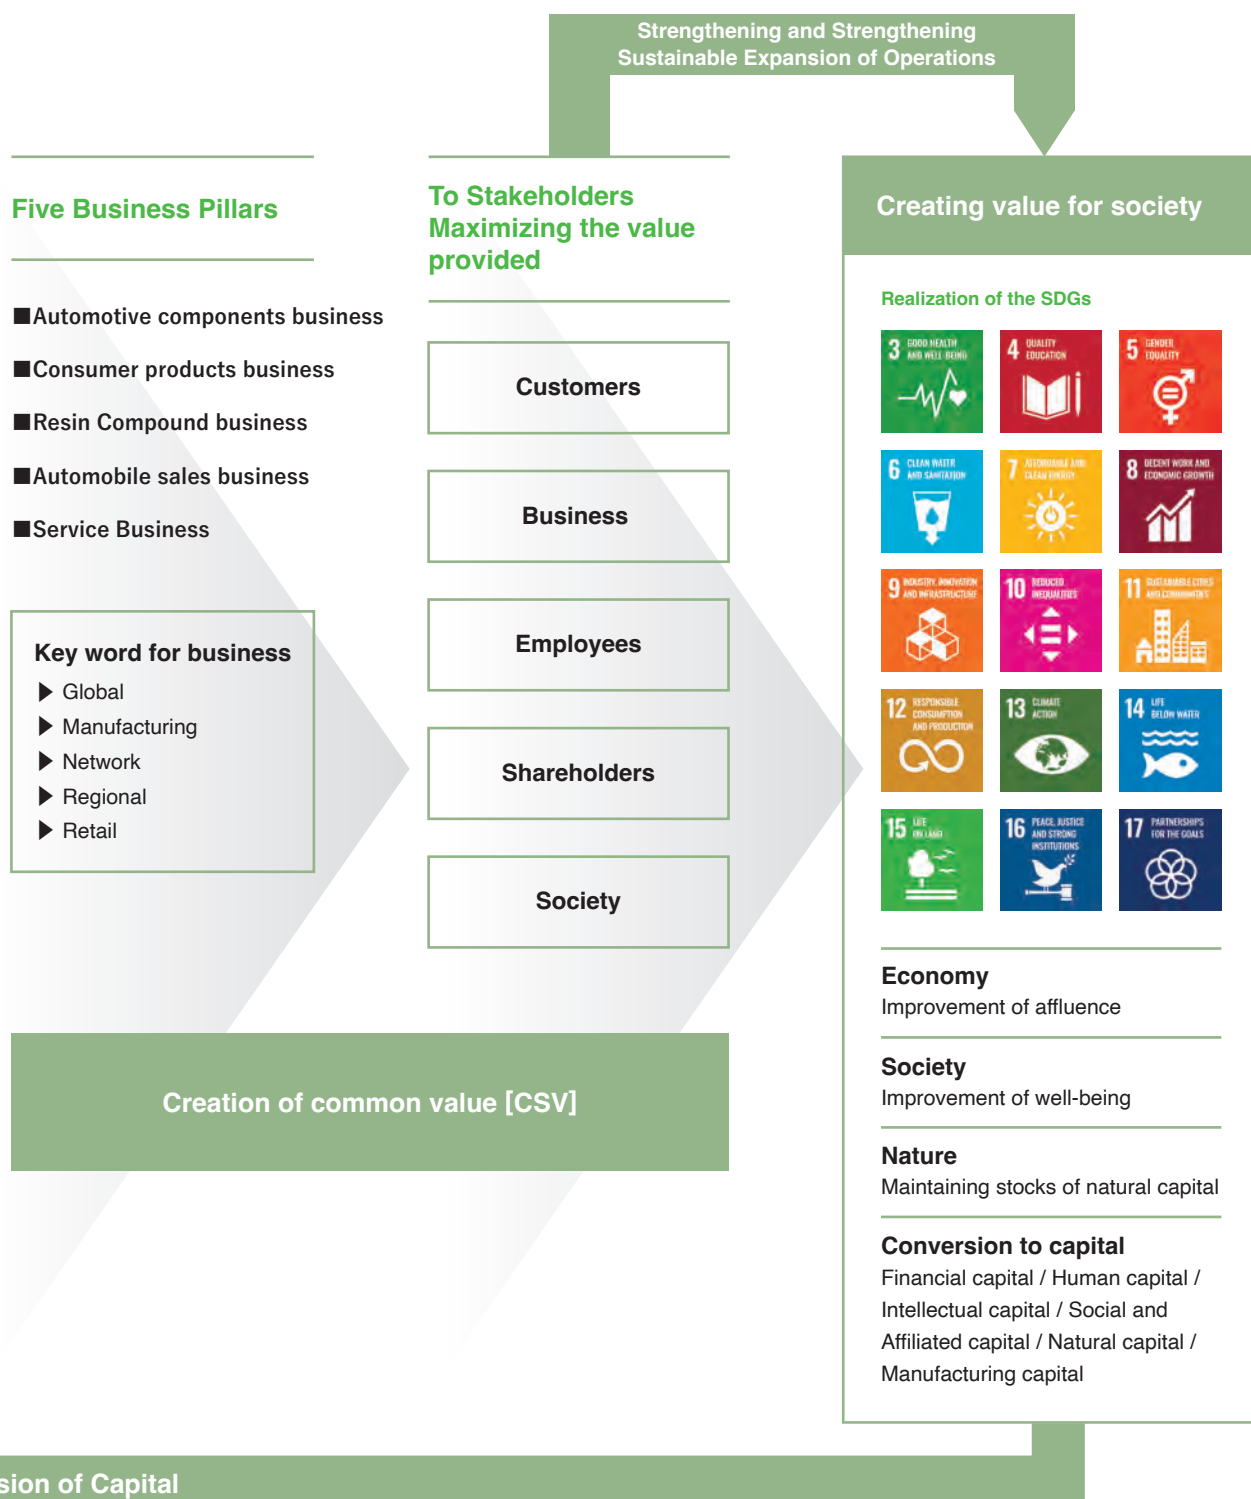 Strengthening and Strengthening
Sustainable Expansion of Operations
Five Business Pillars
■Automotive components business
■Consumer products business
■Resin Compound business
■Automobile sales business
■Service Business
Key word for business
▶ Global
▶ Manufacturing
▶ Network
▶ Regional
▶ Retail
To Stakeholders
Maximizing the value
provided
Customers
Business
Employees
Shareholders
Society
Creation of common value [CSV]
Creating value for society
Realization of the SDGs
3 GOOD HEALTH
AND WELL-BEING
4 QUALITY
EDUCATION
5 GENDER
EQUALITY
6 CLEAN WATER
AND SANITATION
7 AFFORDABLE AND
CLEAN ENERGY
8 DECENT WORK AND
ECONOMIC GROWTH
9 INDUSTRY, INNOVATION
AND INFRASTRUCTURE
10 REDUCED
INEQUALITIES
11 SUSTAINABLE CITIES
AND COMMUNITIES
12 RESPONSIBLE
CONSUMPTION
AND PRODUCTION
13 CLIMATE
ACTION
14 LIFE
BELOW WATER
15 LIFE
ON LAND
16 PEACE, JUSTICE
AND STRONG
INSTITUTIONS
17 PARTNERSHIPS
FOR THE GOALS
Economy
Improvement of affluence
Society
Improvement of well-being
Nature
Maintaining stocks of natural capital
Conversion to capital
Financial capital / Human capital /
Intellectual capital / Social and
Affiliated capital / Natural capital /
Manufacturing capital
sion of Capital